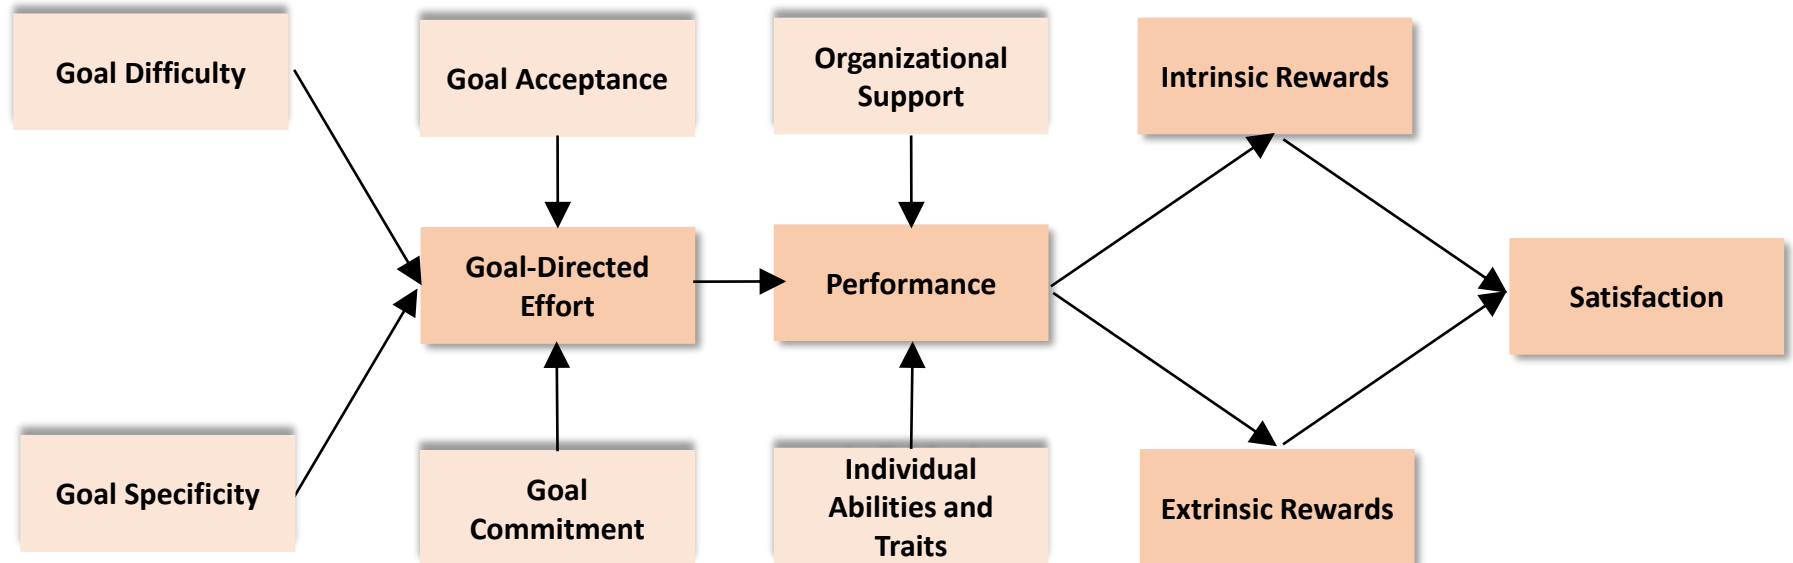 Goal Difficulty
Goal Acceptance
Organizational
Support
Intrinsic Rewards
Goal-Directed
Effort
Performance
Satisfaction
Goal Specificity
Goal
Commitment
Individual
Abilities and
Traits
Extrinsic Rewards